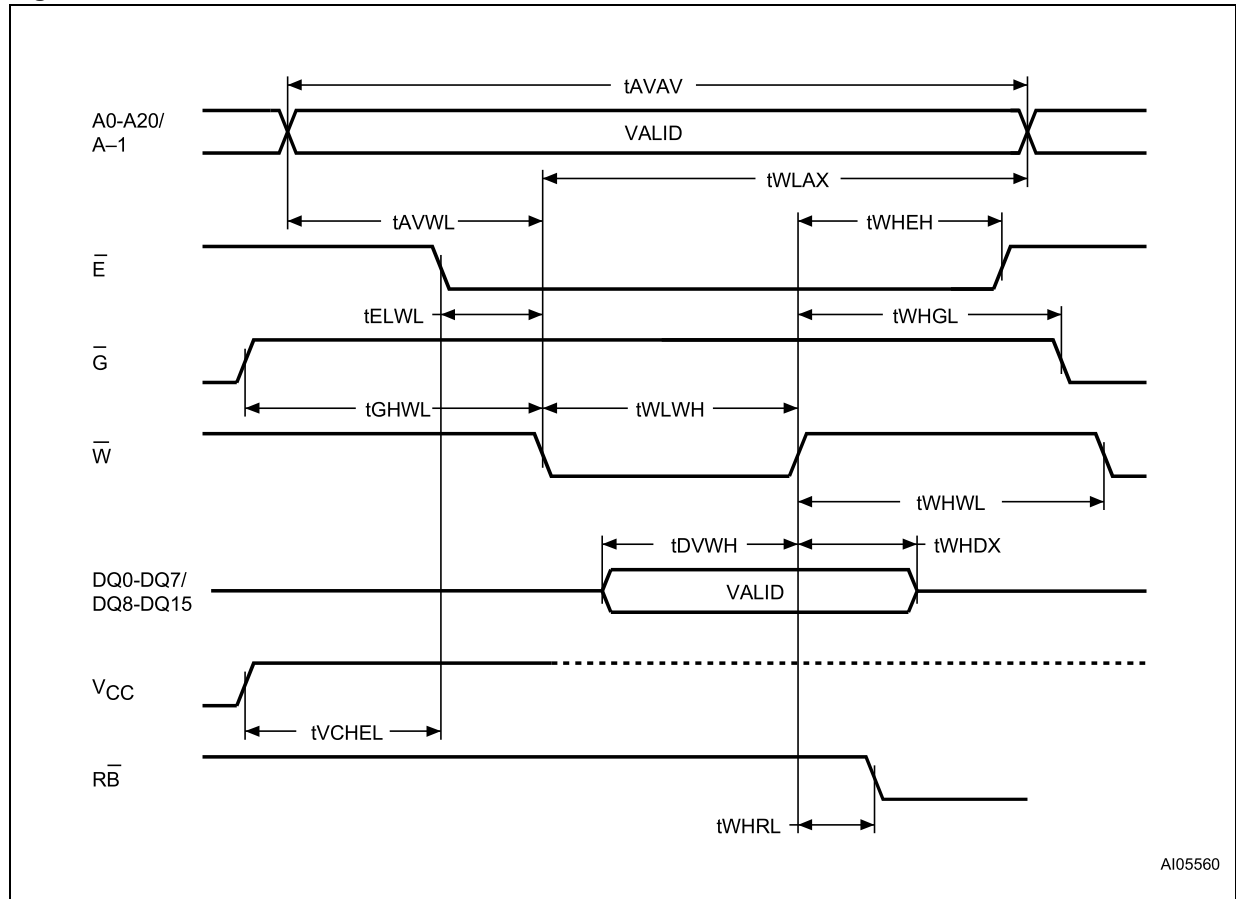 tAVAV
A0-A20/
A–1
VALID
tWLAX
tAVWL
tWHEH
E̅
tELWL
tWHGL
G̅
tGHWL
tWLWH
W̅
tWHWL
tDVWH
tWHDX
DQ0-DQ7/
DQ8-DQ15
VALID
VCC
tVCHEL
RB̅
tWHRL
AI05560